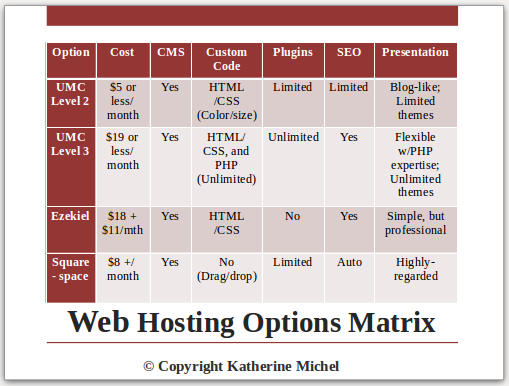 Option Cost CMS Custom Code Plugins SEO Presentation
UMC Level 2 $5 or less/ month Yes HTML /CSS (Color/size) Limited Limited Blog-like; Limited themes
UMC Level 3 $19 or less/ month Yes HTML/ CSS, and PHP (Unlimited) Unlimited Yes Flexible w/PHP expertise; Unlimited themes
Ezekiel $18 + $11/mth Yes HTML /CSS No Yes Simple, but professional
Square - space $8 +/ month Yes No (Drag/drop) Limited Auto Highly- regarded
Web Hosting Options Matrix
© Copyright Katherine Michel